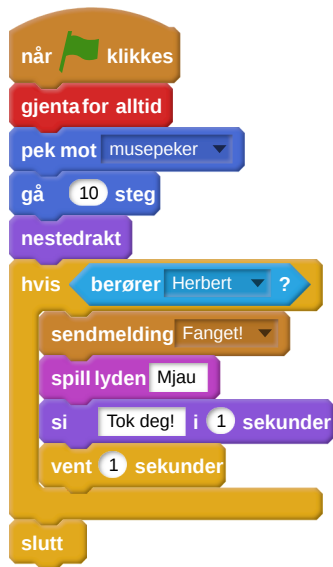 når klikkes
gjenta for alltid
pek mot musepeker
gå 10 steg
nestedrakt
hvis berører Herbert ?
sendmelding Fanget!
spill lyden Mjau
si Tok deg! i 1 sekunder
vent 1 sekunder
slutt